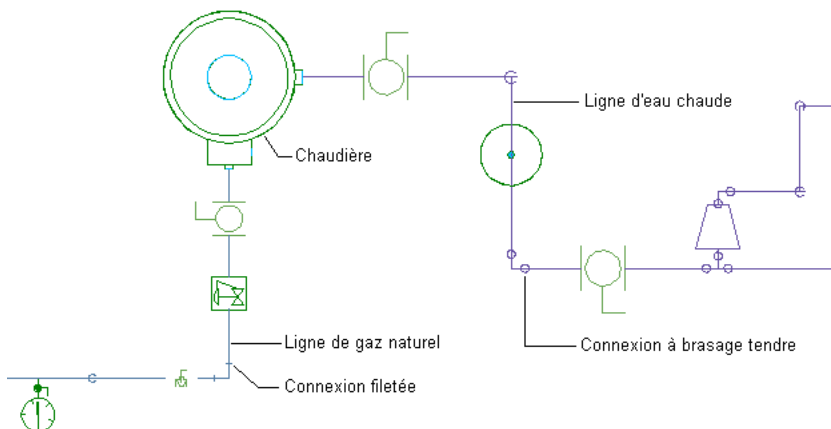 Ligne d'eau chaude
Chaudière
Ligne de gaz naturel
Connexion à brasage tendre
Connexion filetée